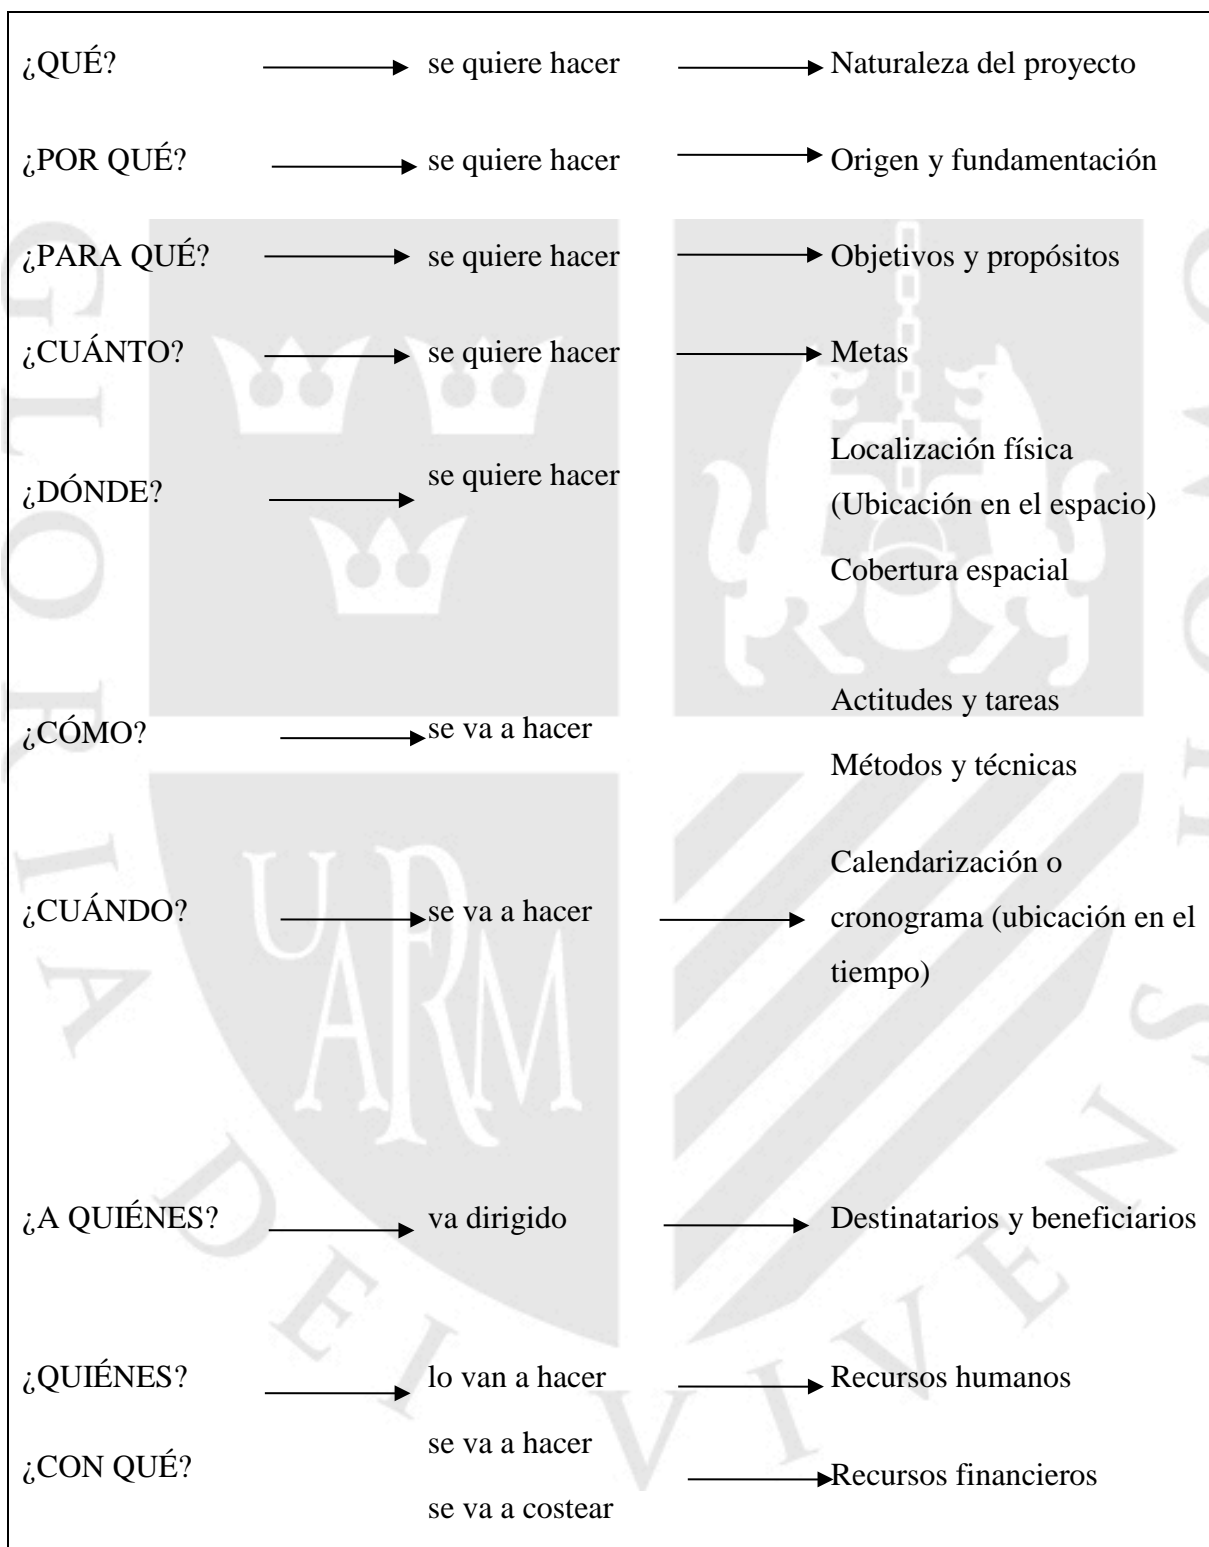 ¿QUÉ? se quiere hacer Naturaleza del proyecto
¿POR QUÉ? se quiere hacer Origen y fundamentación
¿PARA QUÉ? se quiere hacer Objetivos y propósitos
¿CUÁNTO? se quiere hacer Metas
¿DÓNDE? se quiere hacer Localización física
(Ubicación en el espacio)
Cobertura espacial
¿CÓMO? se va a hacer Actitudes y tareas
Métodos y técnicas
¿CUÁNDO? se va a hacer Calendarización o
cronograma (ubicación en el
tiempo)
¿A QUIÉNES? va dirigido Destinatarios y beneficiarios
¿QUIÉNES? lo van a hacer Recursos humanos
¿CON QUÉ? se va a hacer Recursos financieros
se va a costear
GLORIA DEI VIVENS
UARM